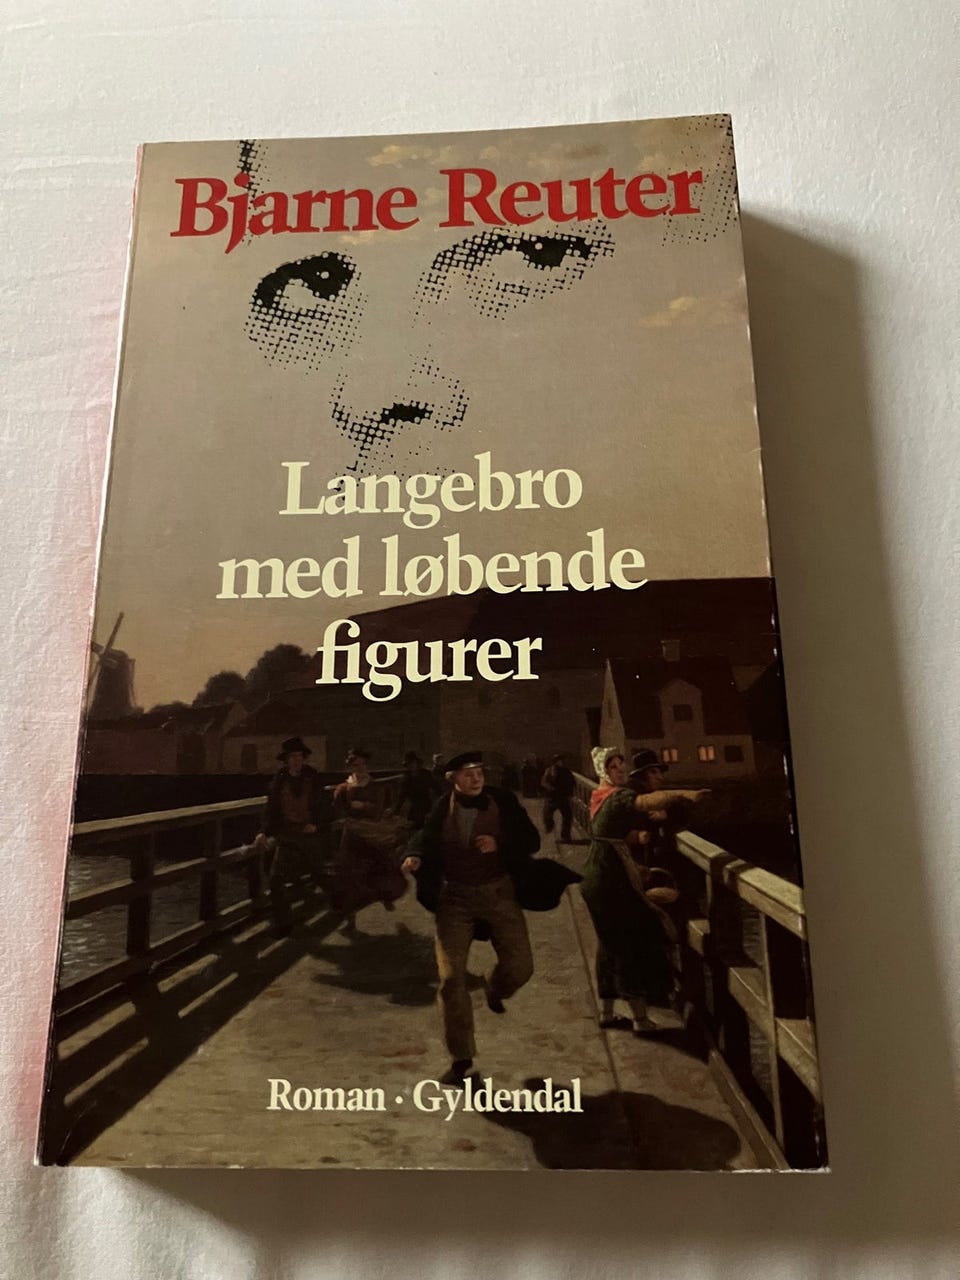 Bjarne Reuter
Langebro
med løbende
figurer
Roman · Gyldendal